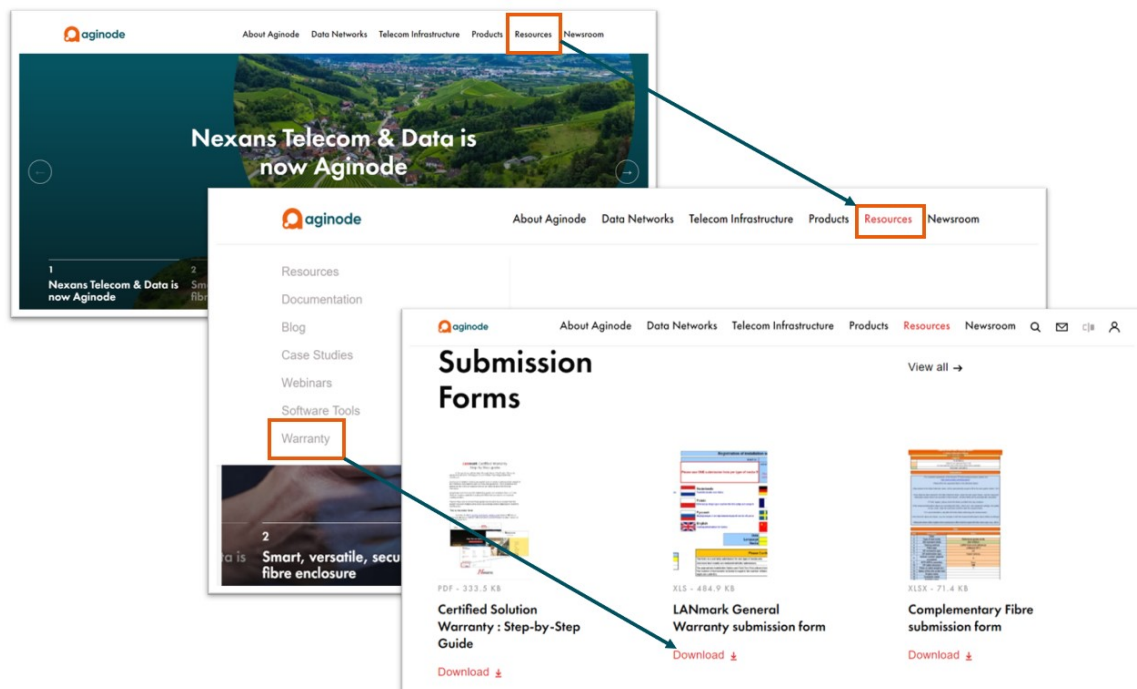 aginode
About Aginode Data Networks Telecom Infrastructure Products Resources Newsroom
Nexans Telecom & Data is
now Aginode
1
Nexans Telecom & Data is
now Aginode
2
aginode
About Aginode Data Networks Telecom Infrastructure Products Resources Newsroom
Resources
Documentation
Blog
Case Studies
Webinars
Software Tools
Warranty
2
Smart, versatile, secu
fibre enclosure
aginode
About Aginode Data Networks Telecom Infrastructure Products Resources Newsroom
Submission
Forms
View all →
PDF - 333.5 KB
Certified Solution
Warranty : Step-by-Step
Guide
Download
XLS - 484.9 KB
LANmark General
Warranty submission form
Download
XLSX - 71.4 KB
Complementary Fibre
submission form
Download